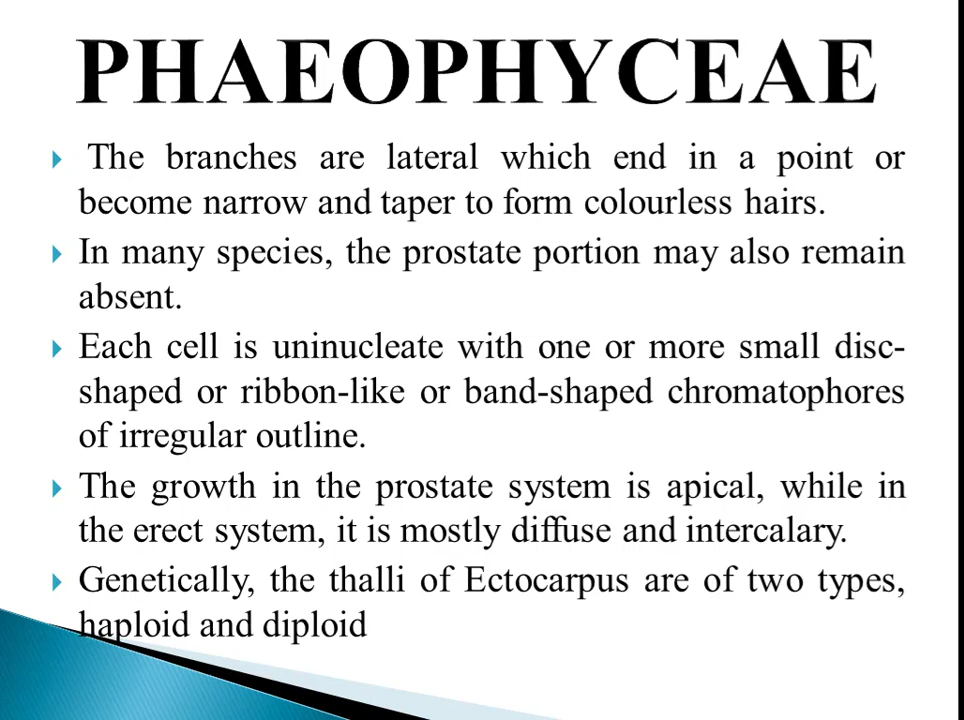 PHAEOPHYCEAE
The branches are lateral which end in a point or
become narrow and taper to form colourless hairs.
In many species, the prostate portion may also remain
absent.
Each cell is uninucleate with one or more small disc-
shaped or ribbon-like or band-shaped chromatophores
of irregular outline.
The growth in the prostate system is apical, while in
the erect system, it is mostly diffuse and intercalary.
Genetically, the thalli of Ectocarpus are of two types,
haploid and diploid